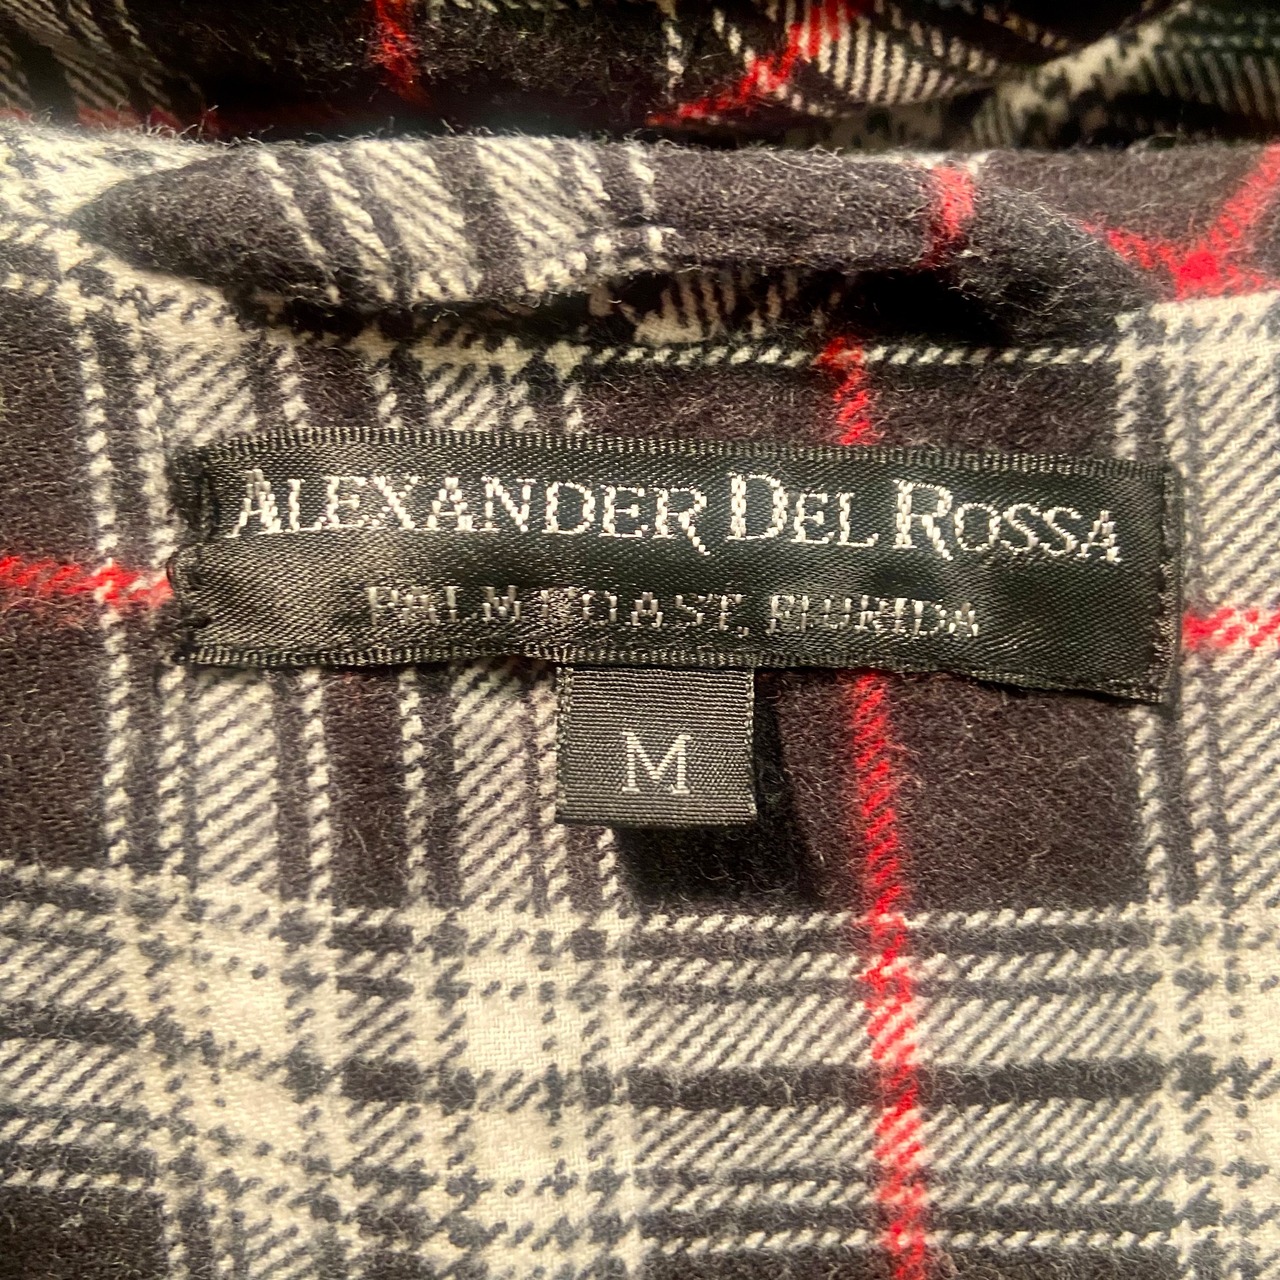 ALEXANDER DEL ROSSA
PALM COAST, FLORIDA
M